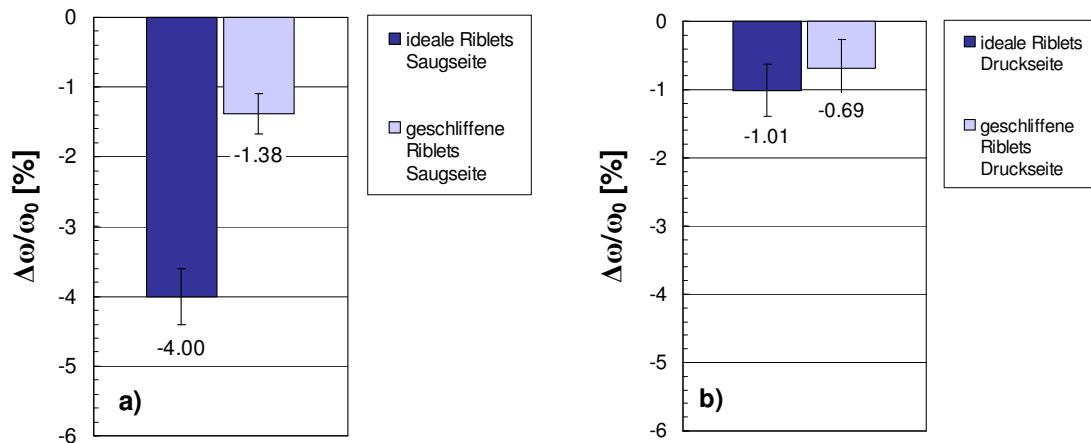 0
-1
-2
-3
-4
-5
-6
Δω/ω₀ [%]
-4.00
-1.38
a)
ideale Riblets
Saugseite
geschliffene
Riblets
Saugseite
0
-1
-2
-3
-4
-5
-6
Δω/ω₀ [%]
-1.01
-0.69
b)
ideale Riblets
Druckseite
geschliffene
Riblets
Druckseite